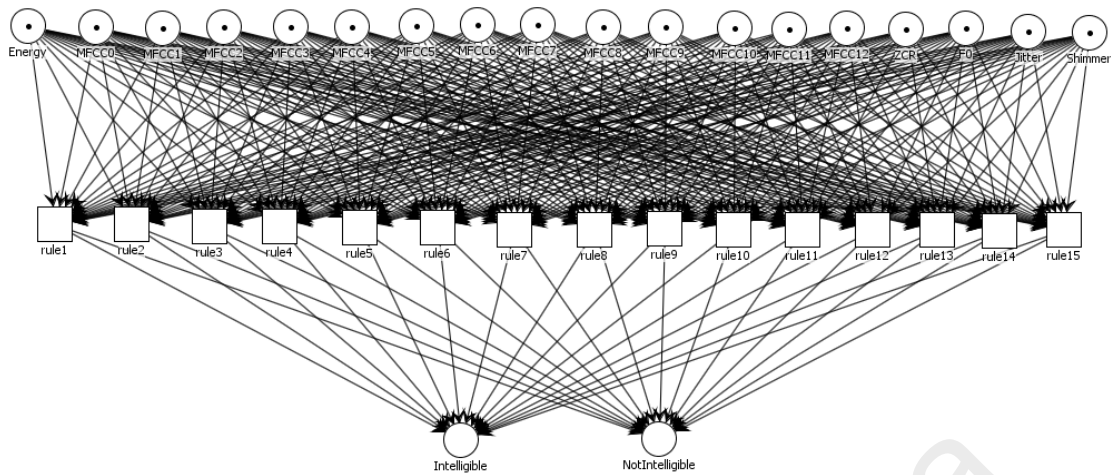 Energy MFCC0 MFCC1 MFCC2 MFCC3 MFCC4 MFCC5 MFCC6 MFCC7 MFCC8 MFCC9 MFCC10 MFCC11 MFCC12 ZCR F0 Jitter Shimmer
rule1 rule2 rule3 rule4 rule5 rule6 rule7 rule8 rule9 rule10 rule11 rule12 rule13 rule14 rule15
Intelligible NotIntelligible